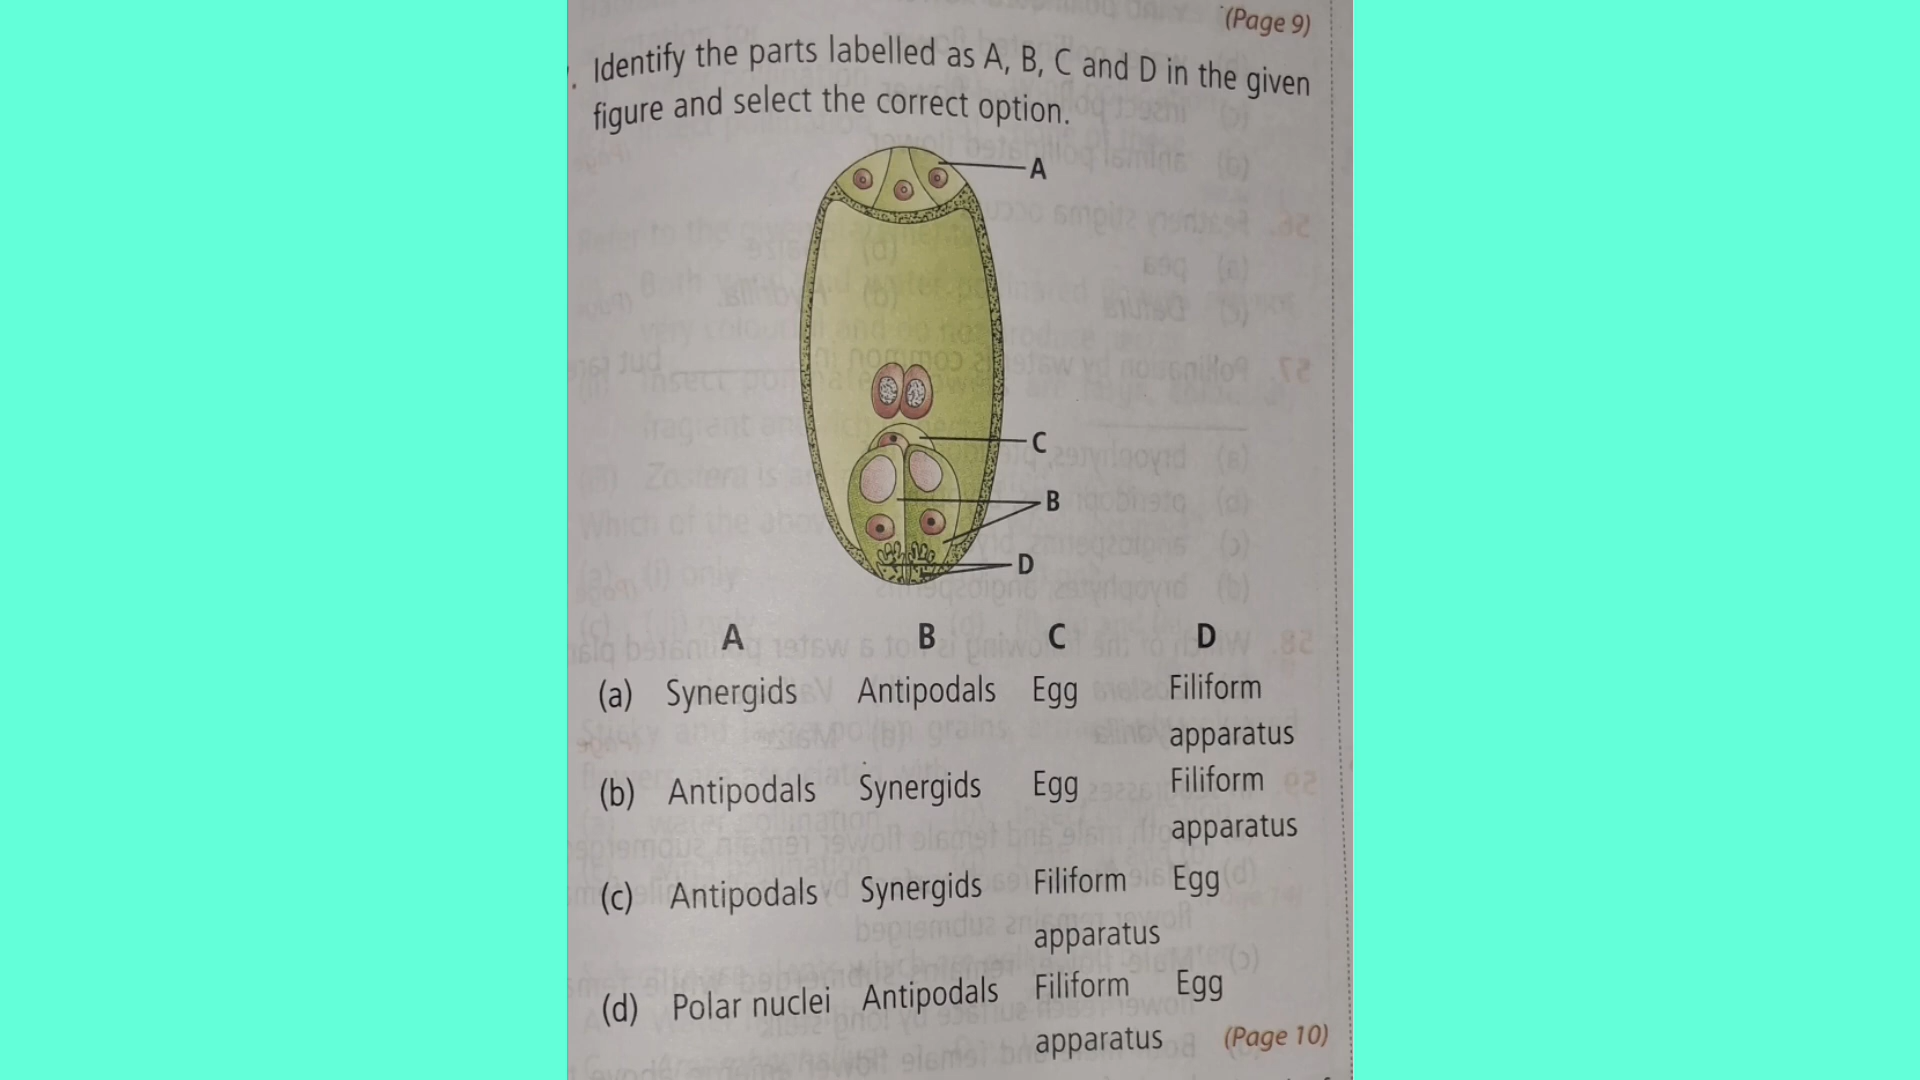 (Page 9)
Identify the parts labelled as A, B, C and D in the given
figure and select the correct option.
A
C
B
D
A B C D
(a) Synergids Antipodals Egg Filiform
apparatus
(b) Antipodals Synergids Egg Filiform
apparatus
(c) Antipodals Synergids Filiform Egg
apparatus
(d) Polar nuclei Antipodals Filiform Egg
apparatus (Page 10)